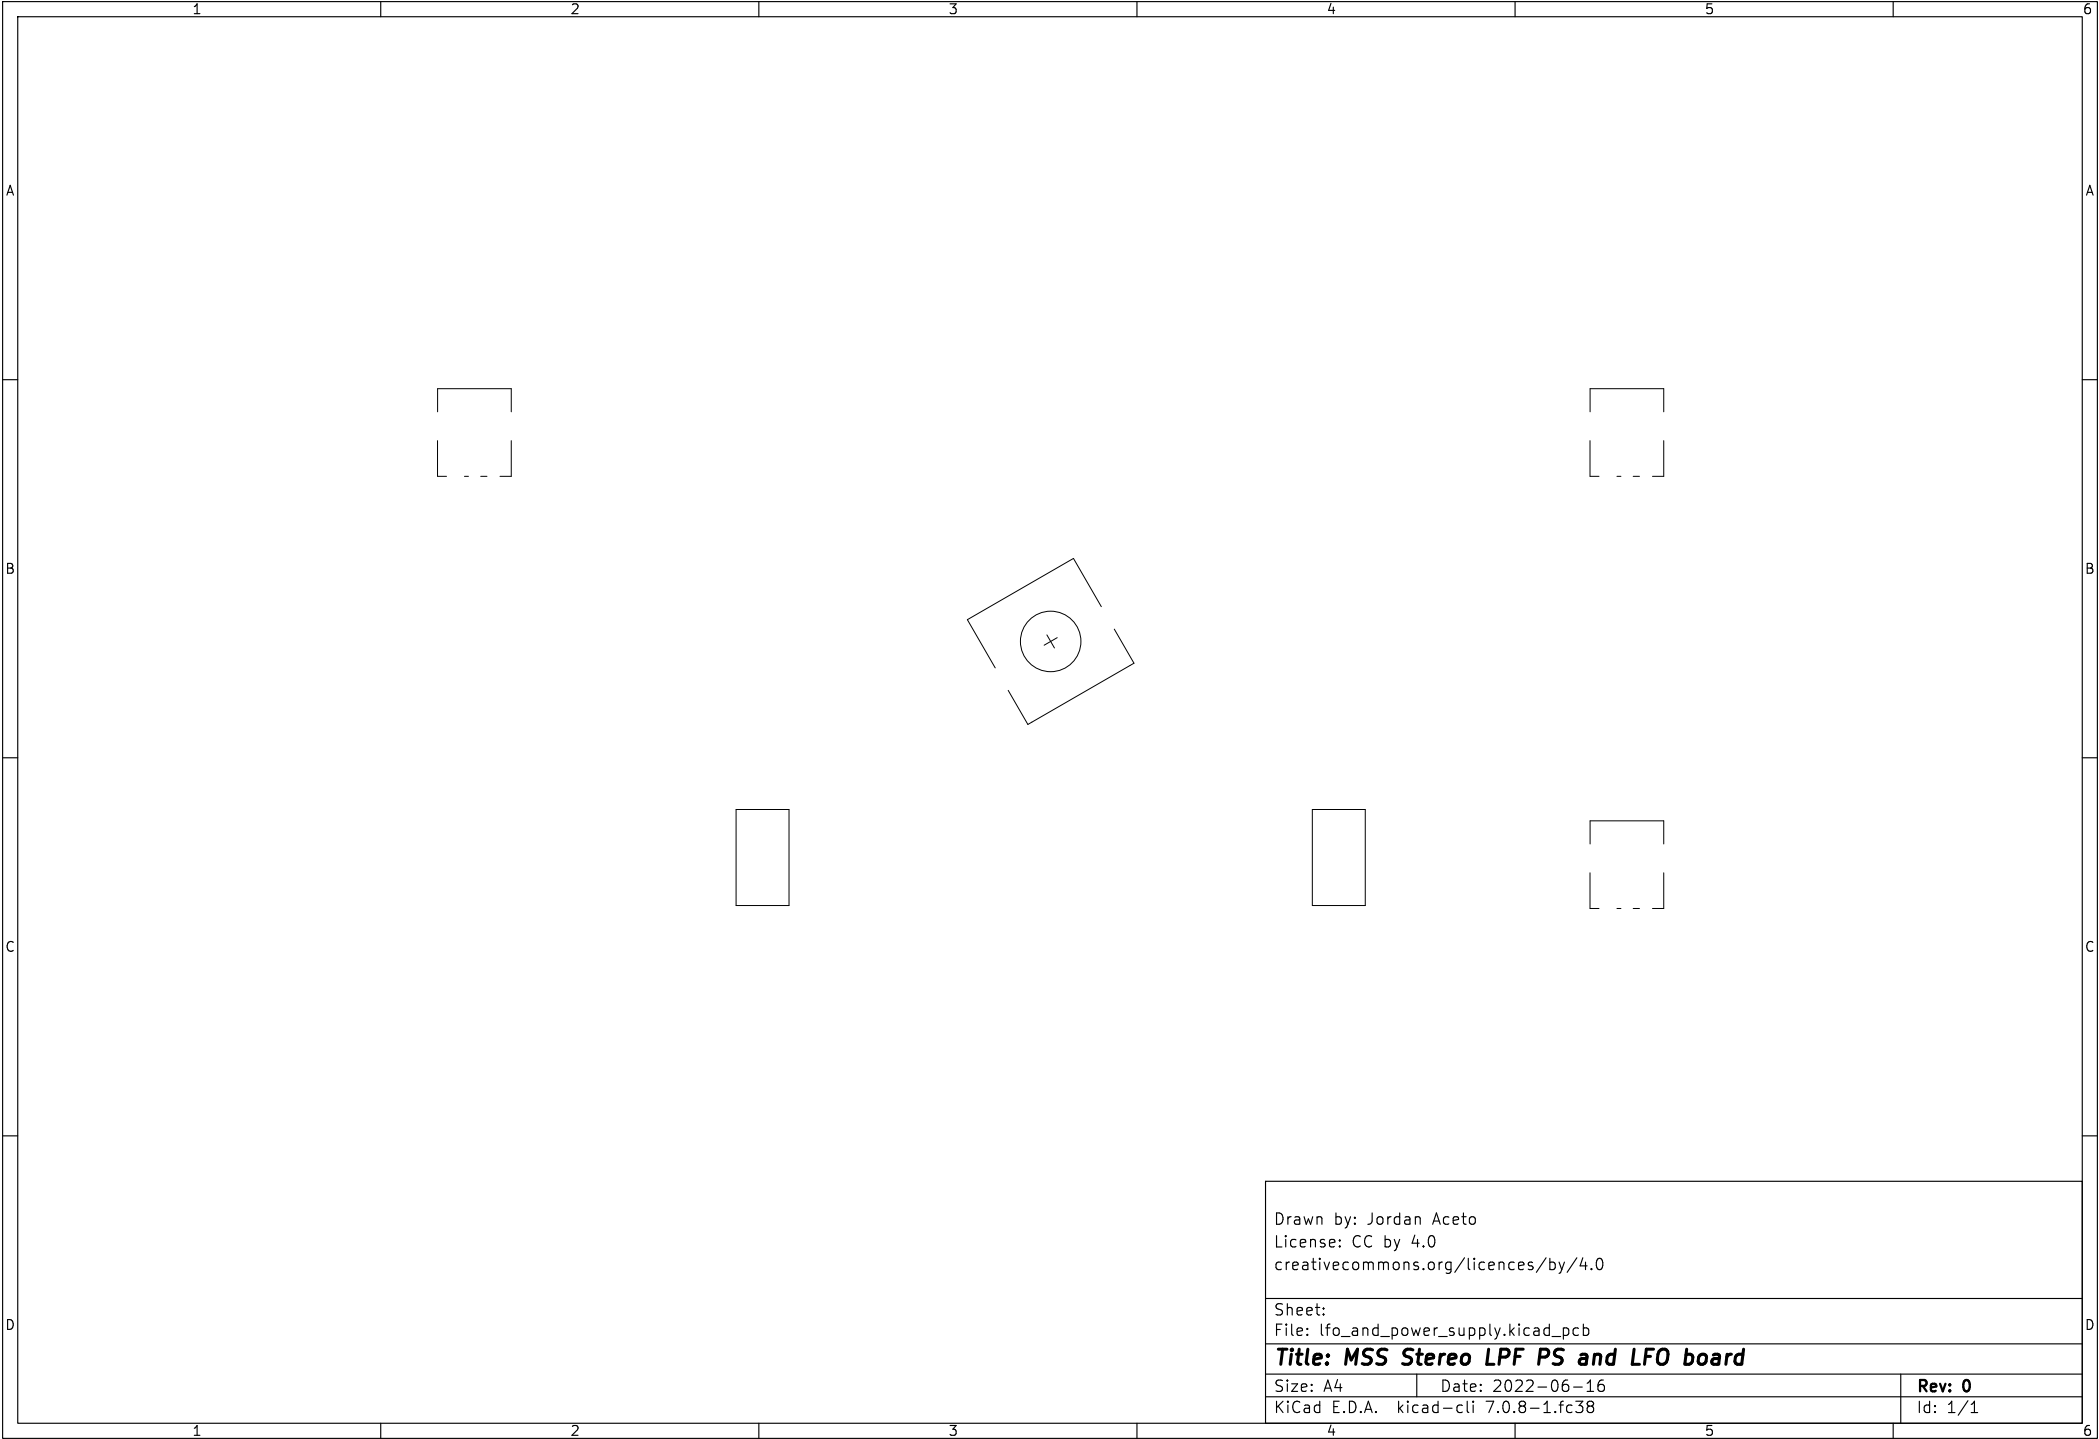 1 2 3 4 5 6
A A
B B
C C
Drawn by: Jordan Aceto
License: CC by 4.0
creativecommons.org/licences/by/4.0
Sheet:
File: lfo_and_power_supply.kicad_pcb
D D
Title: MSS Stereo LPF PS and LFO board
Size: A4 Date: 2022-06-16 Rev: 0
KiCad E.D.A. kicad-cli 7.0.8-1.fc38 Id: 1/1
1 2 3 4 5 6